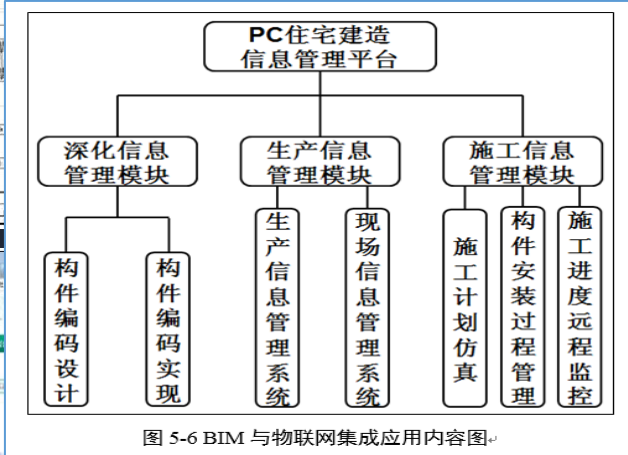 PC住宅建造
信息管理平台
深化信息
管理模块
生产信息
管理模块
施工信息
管理模块
构件编码设计
构件编码实现
生产信息管理系统
现场信息管理系统
施工计划仿真
构件安装过程管理
施工进度远程监控
图 5-6 BIM 与物联网集成应用内容图